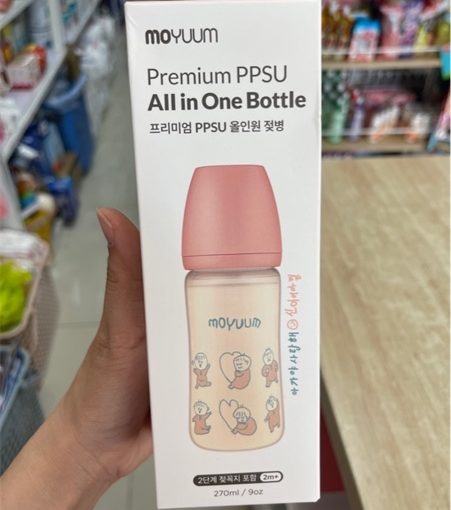 moyuum
Premium PPSU
All in One Bottle
프리미엄 PPSU 올인원 젖병
moyuum
2단계 젖꼭지 포함 2m+
270ml / 9oz